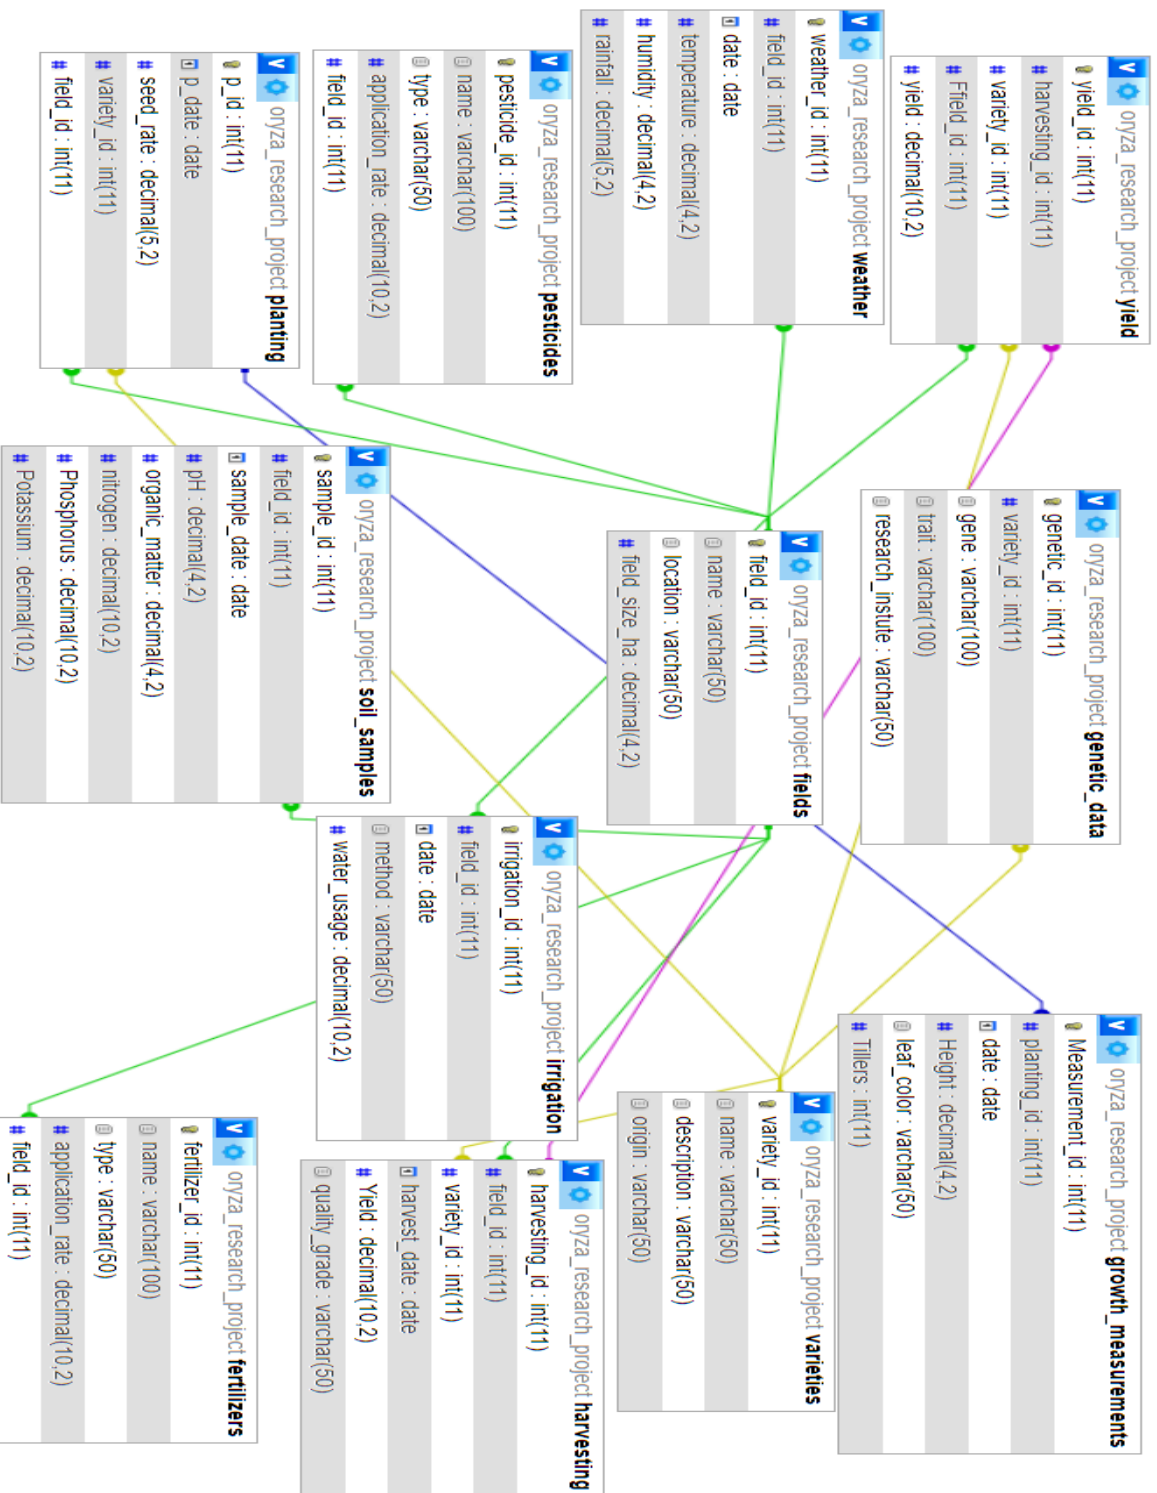 oryza_research_project yield
yield_id : int(11)
harvesting_id : int(11)
variety_id : int(11)
Ffield_id : int(11)
yield : decimal(10,2)
oryza_research_project genetic_data
genetic_id : int(11)
variety_id : int(11)
gene : varchar(100)
trait : varchar(100)
research_instute : varchar(50)
oryza_research_project growth_measurements
Measurement_id : int(11)
planting_id : int(11)
date : date
Height : decimal(4,2)
leaf_color : varchar(50)
Tillers : int(11)
oryza_research_project weather
weather_id : int(11)
field_id : int(11)
date : date
temperature : decimal(4,2)
humidity : decimal(4,2)
rainfall : decimal(5,2)
oryza_research_project fields
field_id : int(11)
name : varchar(50)
location : varchar(50)
field_size_ha : decimal(4,2)
oryza_research_project varieties
variety_id : int(11)
name : varchar(50)
description : varchar(50)
origin : varchar(50)
oryza_research_project pesticides
pesticide_id : int(11)
name : varchar(100)
type : varchar(50)
application_rate : decimal(10,2)
field_id : int(11)
oryza_research_project irrigation
irrigation_id : int(11)
field_id : int(11)
date : date
method : varchar(50)
water_usage : decimal(10,2)
oryza_research_project harvesting
harvesting_id : int(11)
field_id : int(11)
variety_id : int(11)
harvest_date : date
Yield : decimal(10,2)
quality_grade : varchar(50)
oryza_research_project planting
p_id : int(11)
p_date : date
seed_rate : decimal(5,2)
variety_id : int(11)
field_id : int(11)
oryza_research_project soil_samples
sample_id : int(11)
field_id : int(11)
sample_date : date
pH : decimal(4,2)
organic_matter : decimal(4,2)
nitrogen : decimal(10,2)
Phosphorus : decimal(10,2)
Potassium : decimal(10,2)
oryza_research_project fertilizers
fertilizer_id : int(11)
name : varchar(100)
type : varchar(50)
application_rate : decimal(10,2)
field_id : int(11)